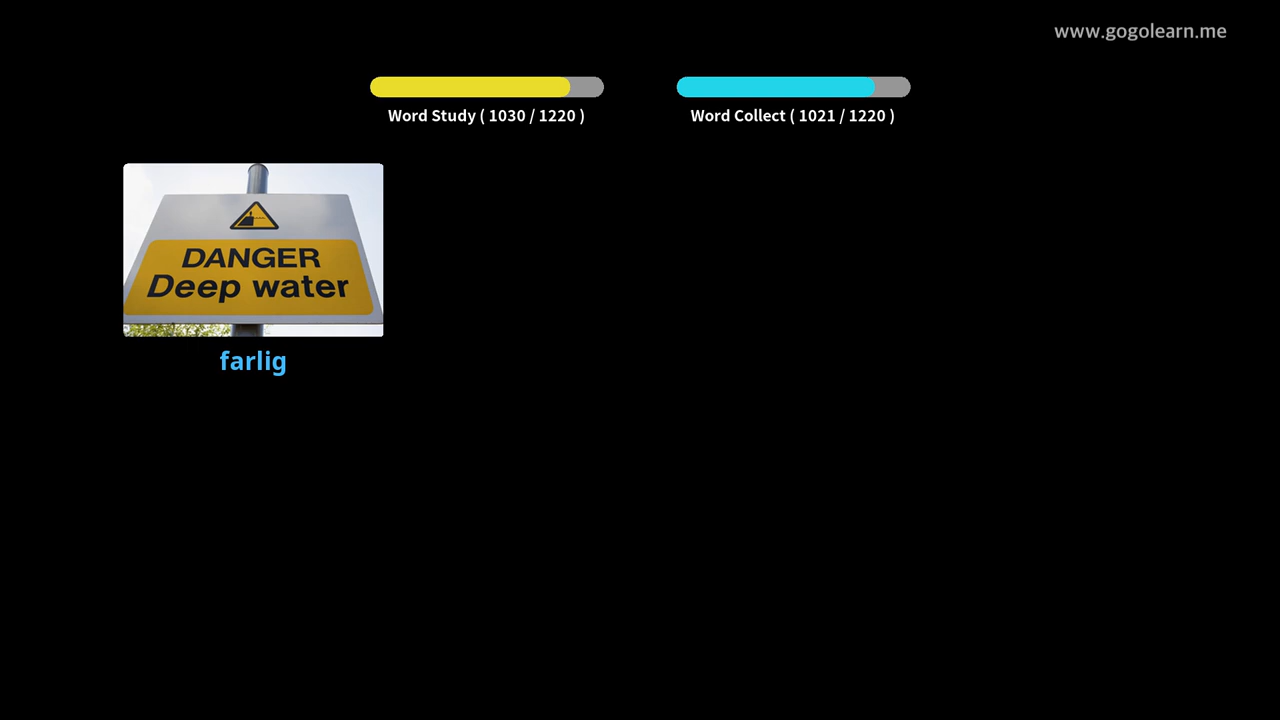 www.gogolearn.me
Word Study ( 1030 / 1220 )
Word Collect ( 1021 / 1220 )
DANGER
Deep water
farlig